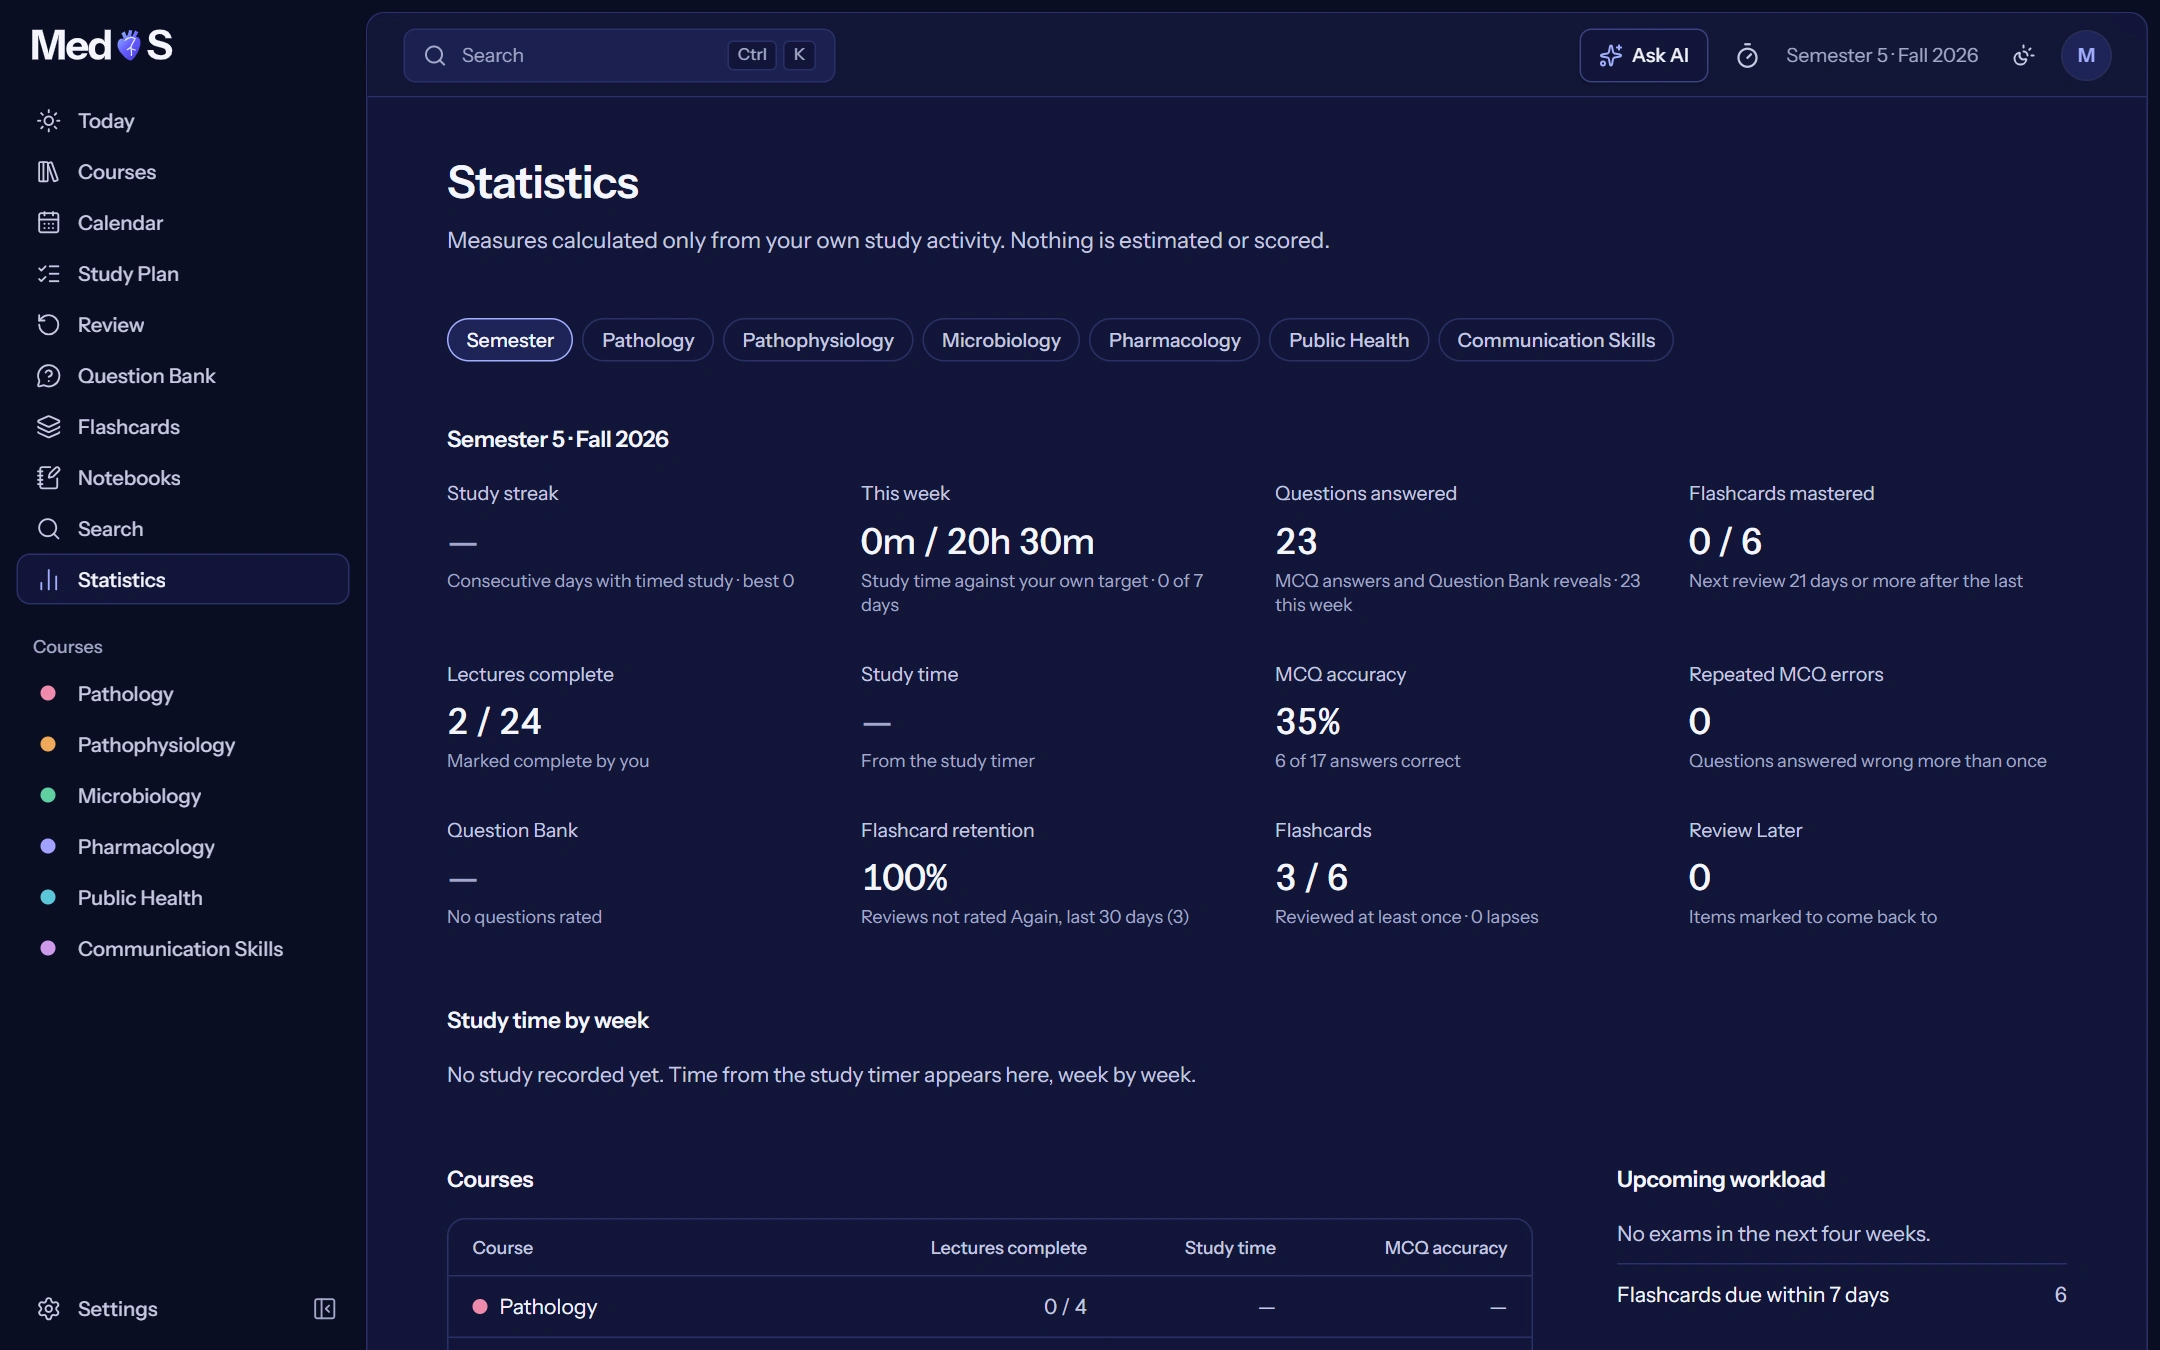 Med S
Search Ctrl K
Ask AI
Semester 5 · Fall 2026
M
Today
Courses
Calendar
Study Plan
Review
Question Bank
Flashcards
Notebooks
Search
Statistics
Courses
Pathology
Pathophysiology
Microbiology
Pharmacology
Public Health
Communication Skills
Settings
Statistics
Measures calculated only from your own study activity. Nothing is estimated or scored.
Semester Pathology Pathophysiology Microbiology Pharmacology Public Health Communication Skills
Semester 5 · Fall 2026
Study streak
—
Consecutive days with timed study · best 0
This week
0m / 20h 30m
Study time against your own target · 0 of 7
days
Questions answered
23
MCQ answers and Question Bank reveals · 23
this week
Flashcards mastered
0 / 6
Next review 21 days or more after the last
Lectures complete
2 / 24
Marked complete by you
Study time
—
From the study timer
MCQ accuracy
35%
6 of 17 answers correct
Repeated MCQ errors
0
Questions answered wrong more than once
Question Bank
—
No questions rated
Flashcard retention
100%
Reviews not rated Again, last 30 days (3)
Flashcards
3 / 6
Reviewed at least once · 0 lapses
Review Later
0
Items marked to come back to
Study time by week
No study recorded yet. Time from the study timer appears here, week by week.
Courses
Course Lectures complete Study time MCQ accuracy
Pathology 0 / 4 — —
Upcoming workload
No exams in the next four weeks.
Flashcards due within 7 days 6